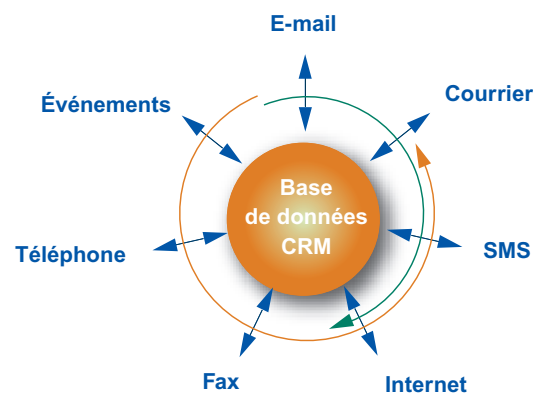 E-mail
Courrier
Événements
Base
de données
CRM
Téléphone
SMS
Fax
Internet